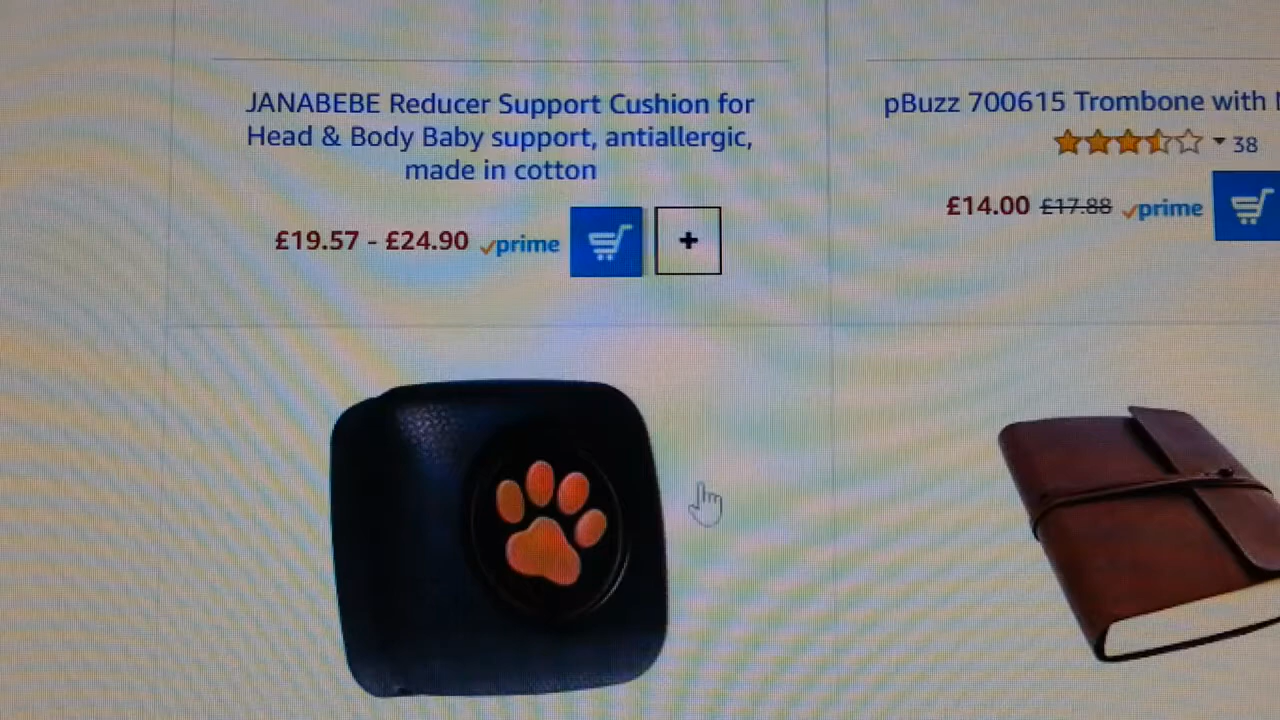 JANABEBE Reducer Support Cushion for
Head & Body Baby support, antiallergic,
made in cotton
£19.57 - £24.90 prime
+
pBuzz 700615 Trombone with
38
£14.00 £17.88 prime